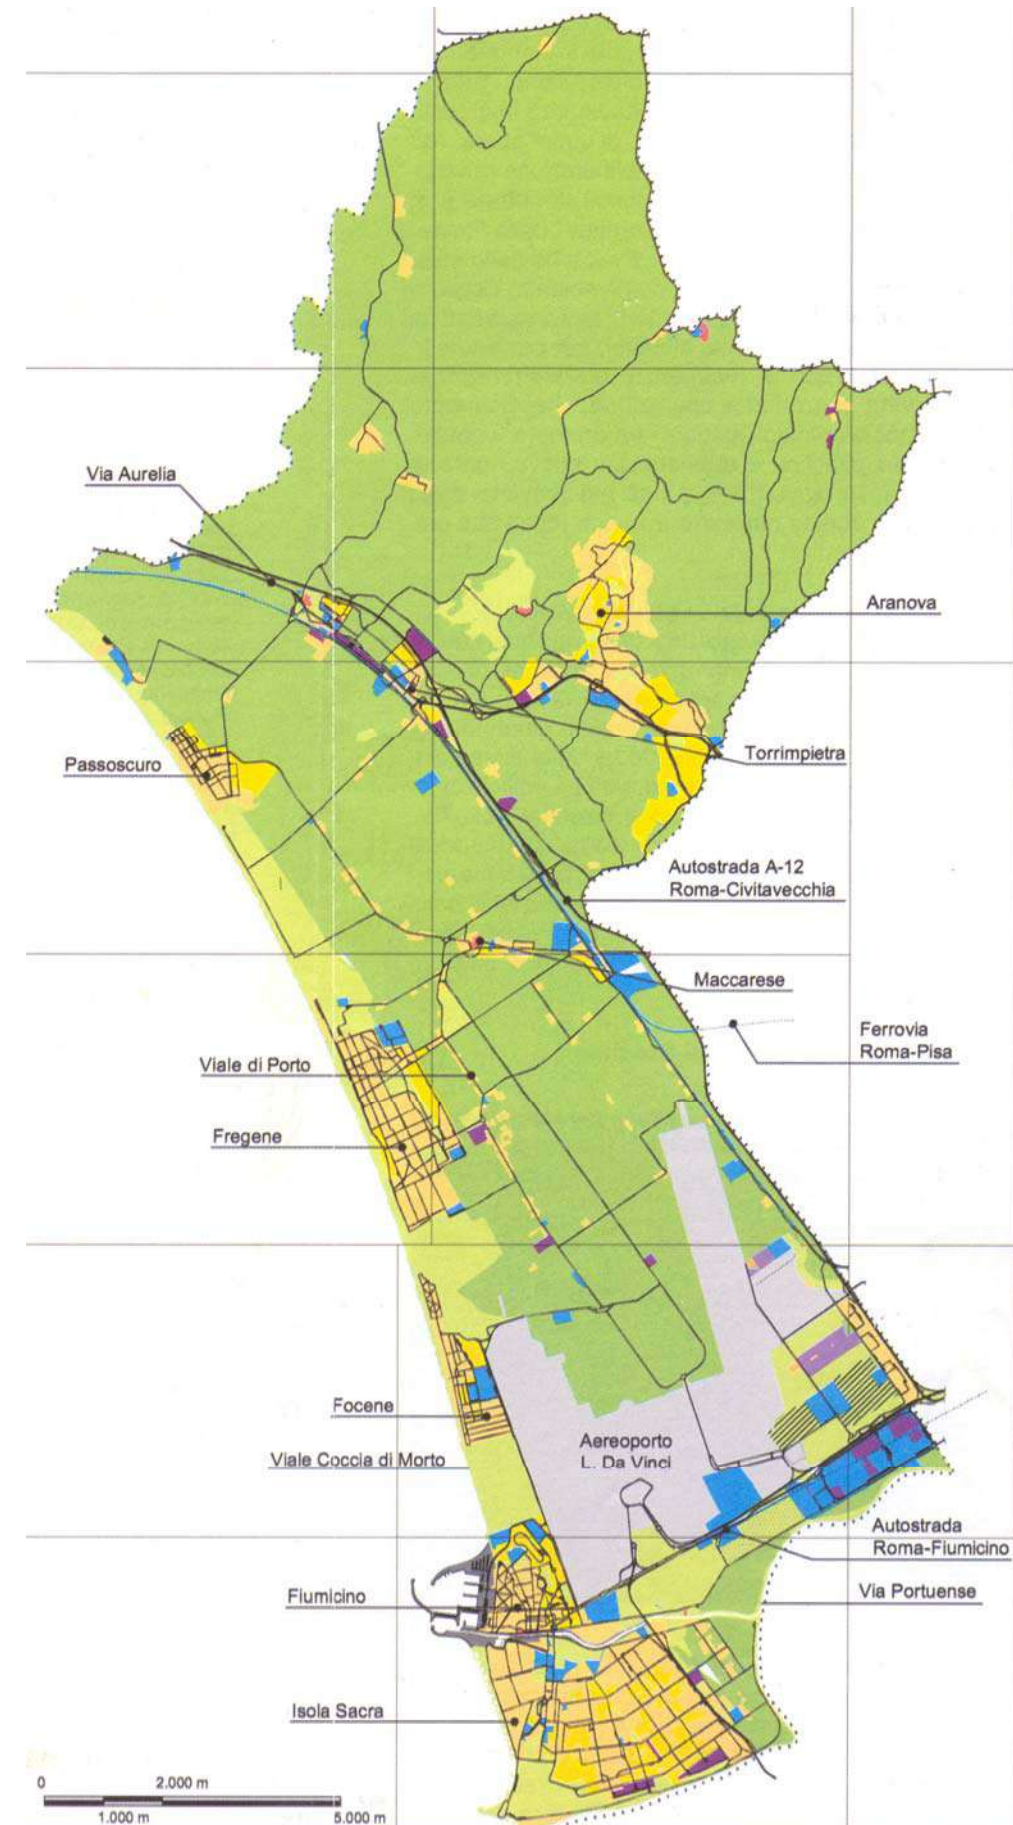 Via Aurelia
Aranova
Passoscuro
Torrimpietra
Autostrada A-12
Roma-Civitavecchia
Maccarese
Ferrovia
Roma-Pisa
Viale di Porto
Fregene
Focene
Aereoporto
L. Da Vinci
Viale Coccia di Morto
Autostrada
Roma-Fiumicino
Fiumicino
Via Portuense
Isola Sacra
0 2.000 m
1.000 m 5.000 m